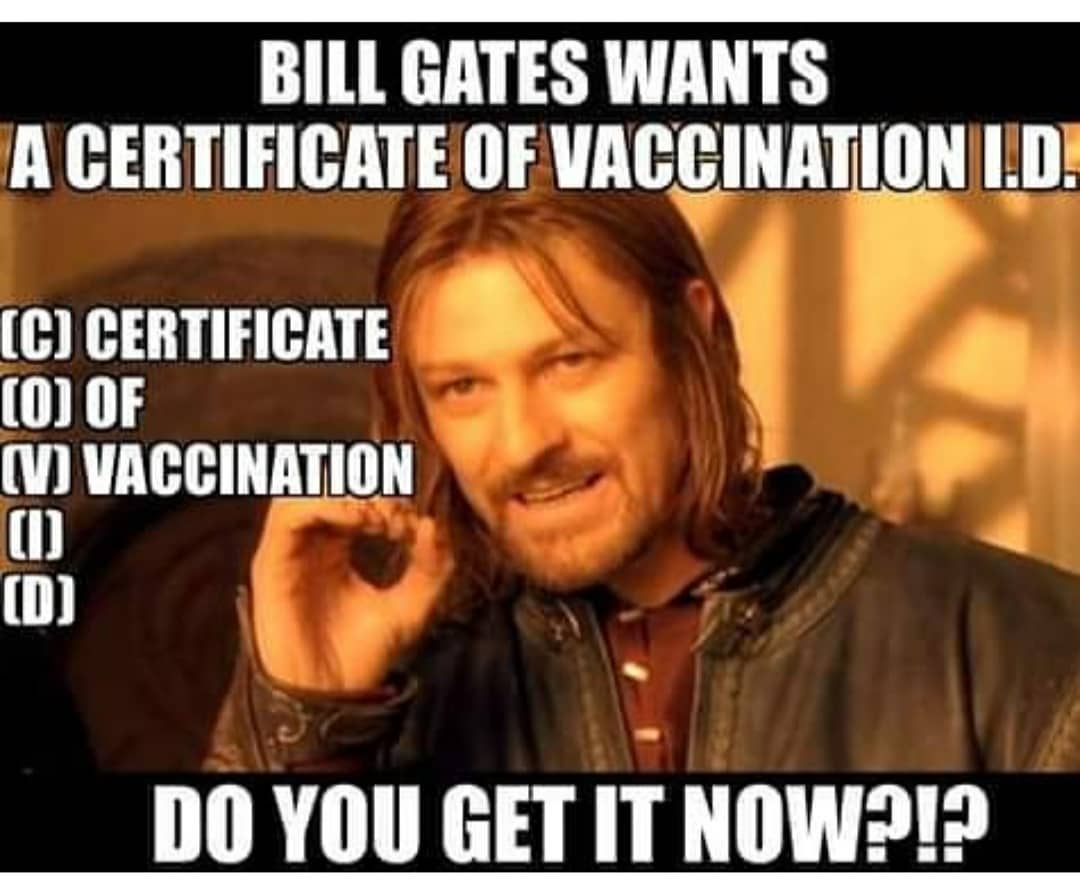 BILL GATES WANTS
A CERTIFICATE OF VACCINATION I.D.
(C) CERTIFICATE
(O) OF
(V) VACCINATION
(I)
(D)
DO YOU GET IT NOW?!?